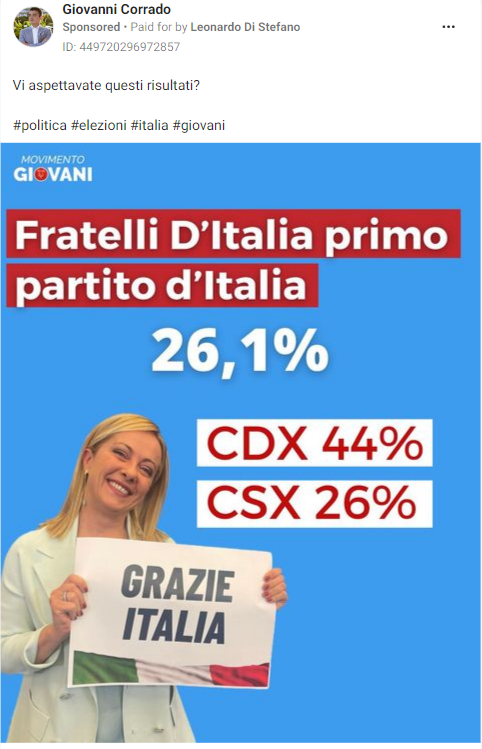 Giovanni Corrado
Sponsored • Paid for by Leonardo Di Stefano
ID: 449720296972857
Vi aspettavate questi risultati?
#politica #elezioni #italia #giovani
MOVIMENTO
GIOVANI
Fratelli D'Italia primo
partito d'Italia
26,1%
CDX 44%
CSX 26%
GRAZIE
ITALIA